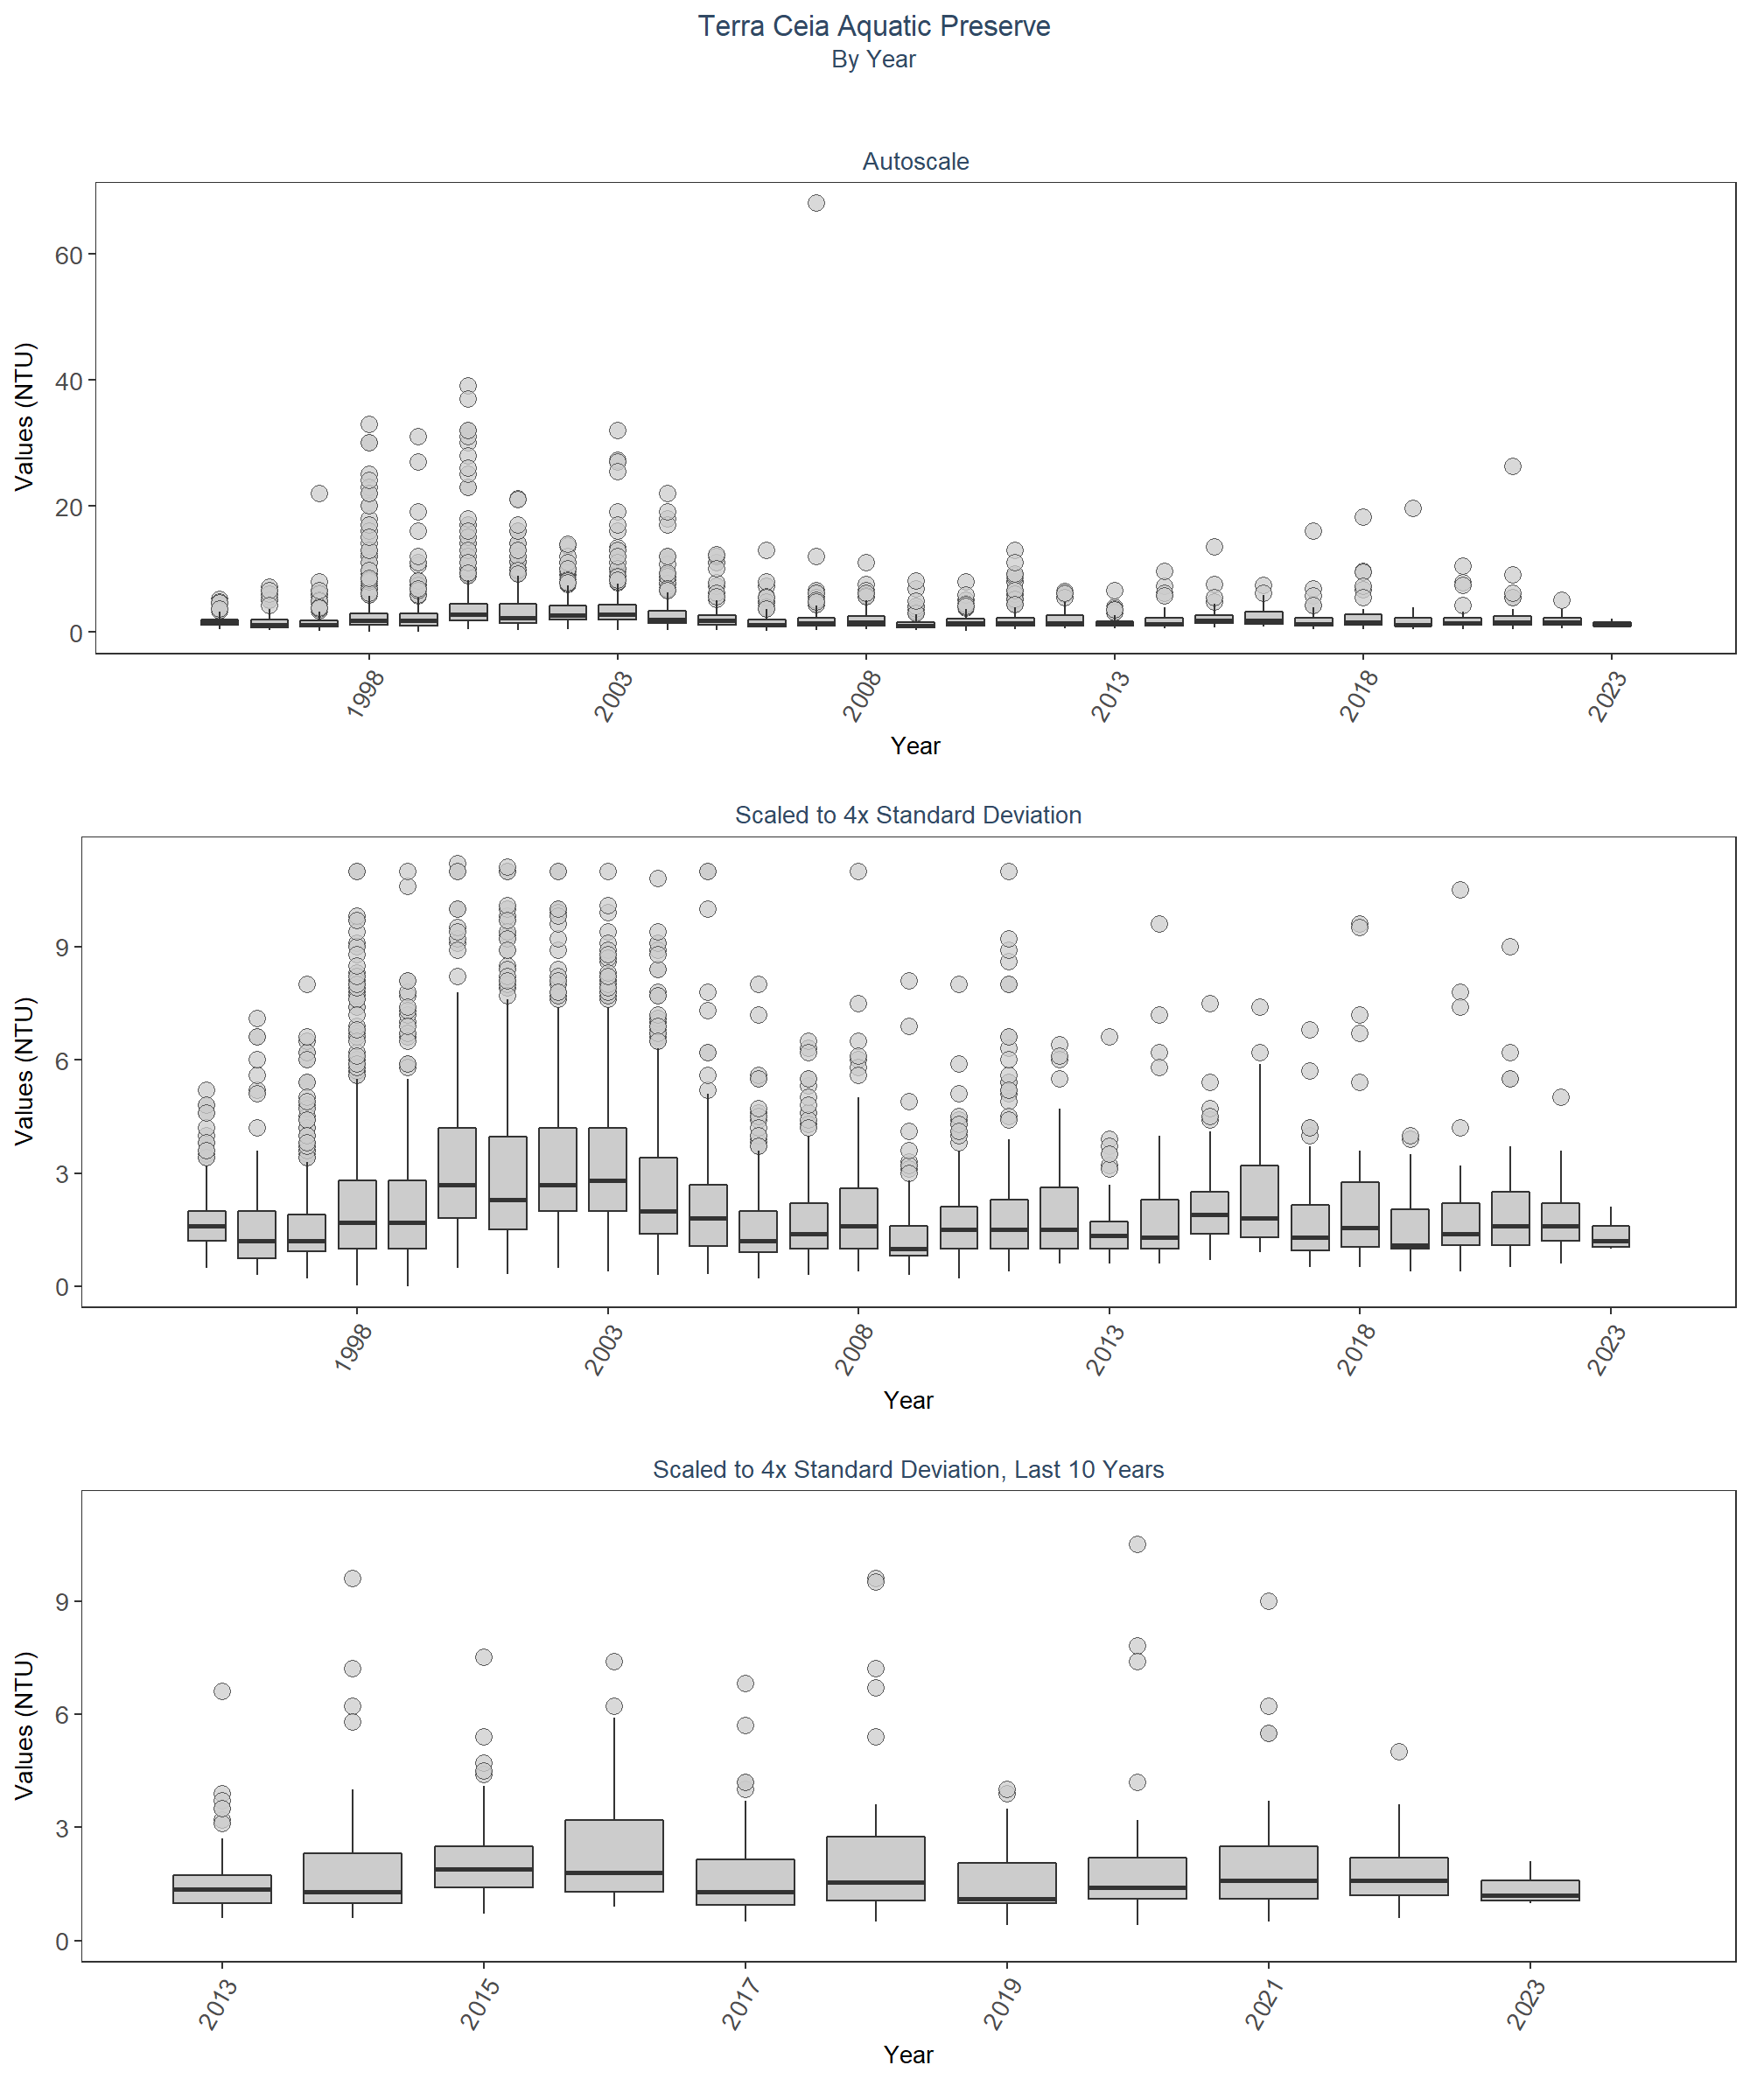 Terra Ceia Aquatic Preserve
By Year
Autoscale
Values (NTU)
60
40
20
0
1998 2003 2008 2013 2018 2023
Year
Scaled to 4x Standard Deviation
Values (NTU)
9
6
3
0
1998 2003 2008 2013 2018 2023
Year
Scaled to 4x Standard Deviation, Last 10 Years
Values (NTU)
9
6
3
0
2013 2015 2017 2019 2021 2023
Year